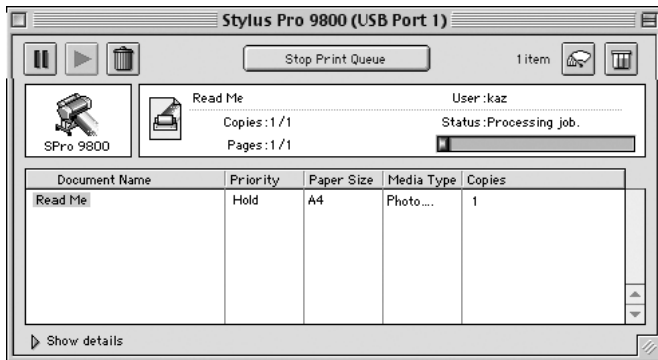 Stylus Pro 9800 (USB Port 1)
Stop Print Queue
1 item
SPro 9800
Read Me User :kaz
Copies :1/1 Status :Processing job.
Pages :1/1
Document Name Priority Paper Size Media Type Copies
Read Me Hold A4 Photo.... 1
Show details